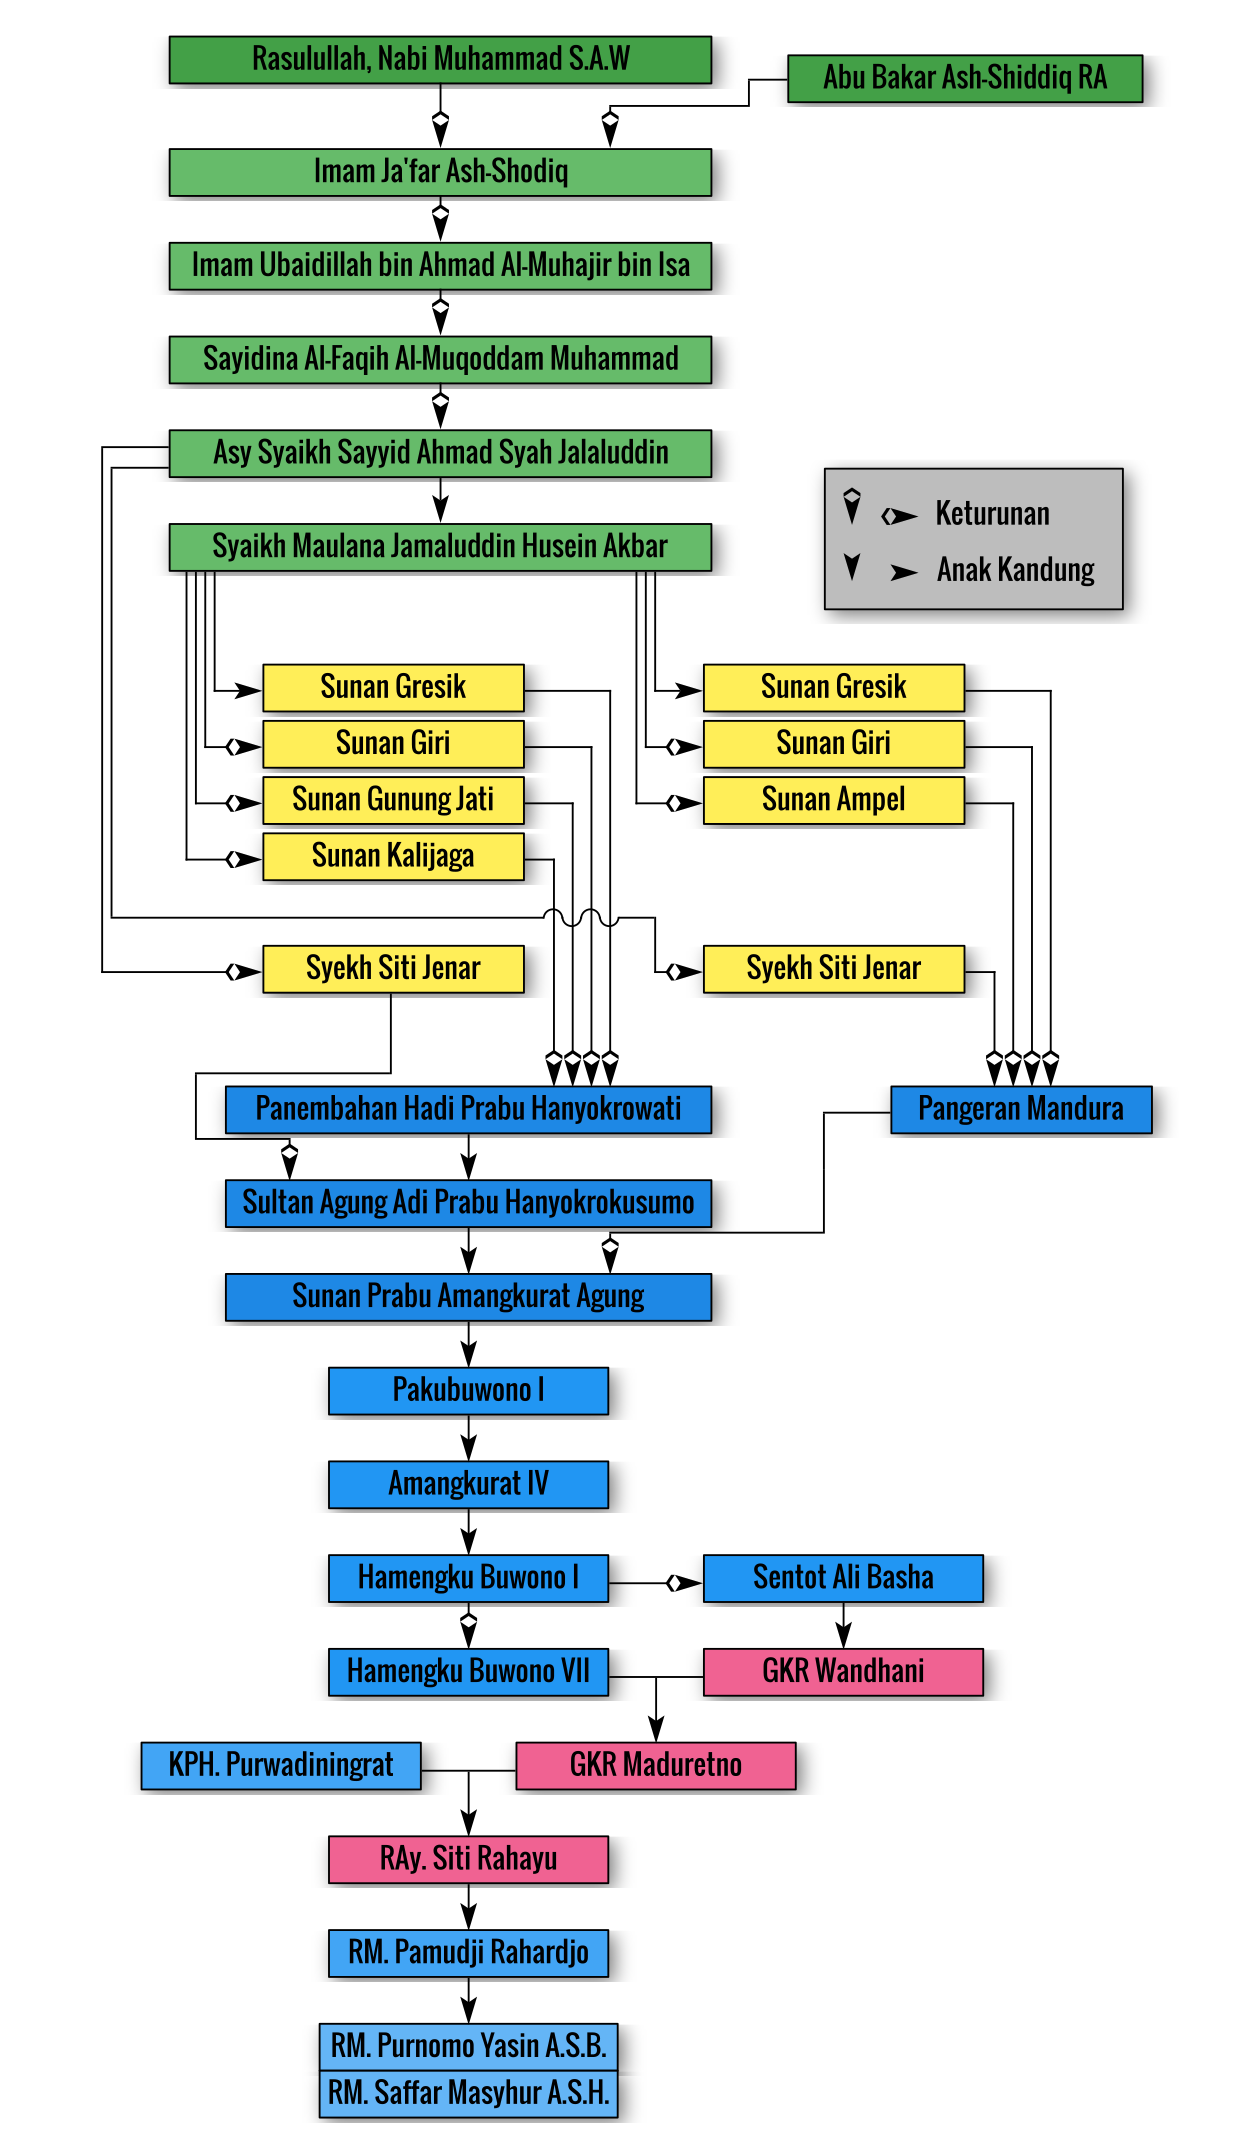 Rasulullah, Nabi Muhammad S.A.W
Abu Bakar Ash-Shiddiq RA
Imam Ja'far Ash-Shodiq
Imam Ubaidillah bin Ahmad Al-Muhajir bin Isa
Sayidina Al-Faqih Al-Muqoddam Muhammad
Asy Syaikh Sayyid Ahmad Syah Jalaluddin
Syaikh Maulana Jamaluddin Husein Akbar
Keturunan
Anak Kandung
Sunan Gresik
Sunan Giri
Sunan Gunung Jati
Sunan Kalijaga
Syekh Siti Jenar
Sunan Gresik
Sunan Giri
Sunan Ampel
Syekh Siti Jenar
Panembahan Hadi Prabu Hanyokrowati
Pangeran Mandura
Sultan Agung Adi Prabu Hanyokrokusumo
Sunan Prabu Amangkurat Agung
Pakubuwono I
Amangkurat IV
Hamengku Buwono I
Sentot Ali Basha
Hamengku Buwono VII
GKR Wandhani
KPH. Purwadiningrat
GKR Maduretno
RAy. Siti Rahayu
RM. Pamudji Rahardjo
RM. Purnomo Yasin A.S.B.
RM. Saffar Masyhur A.S.H.